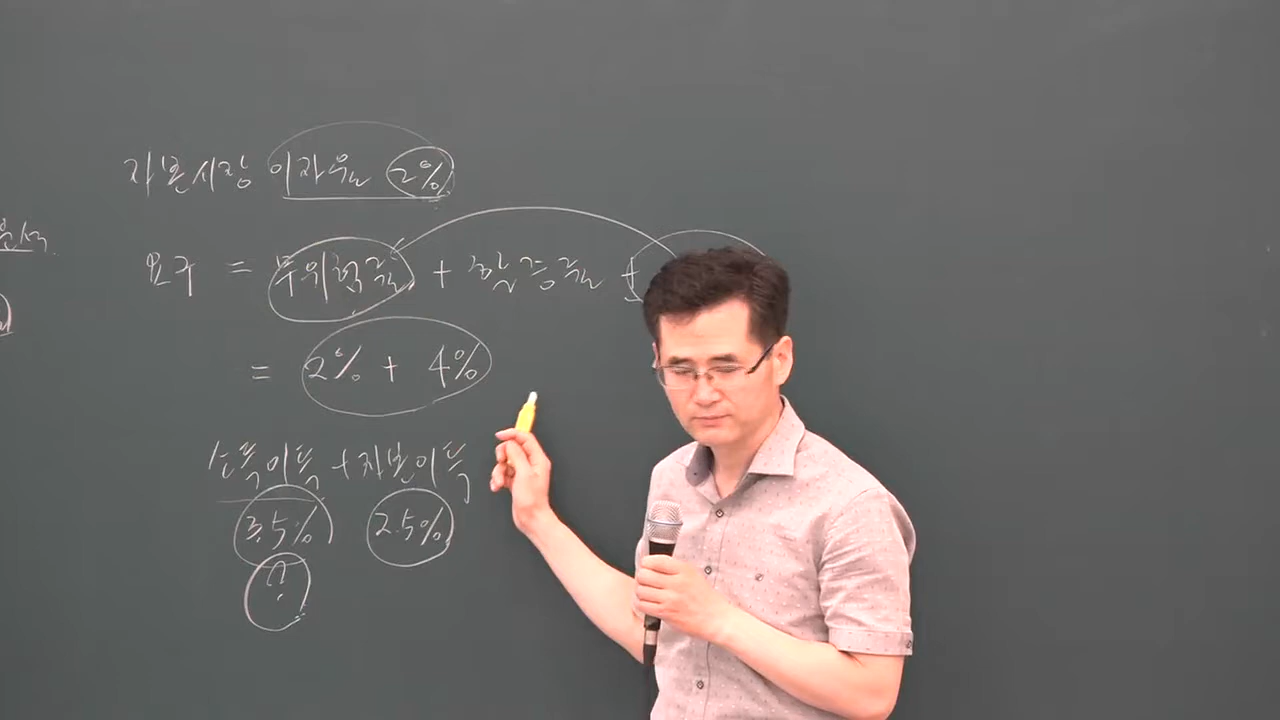 자본시장 이자율 2%
요구 = 무위험률 + 위험할증률 +
= 2% + 4%
소득이득 + 자본이득
3.5% 2.5%
?